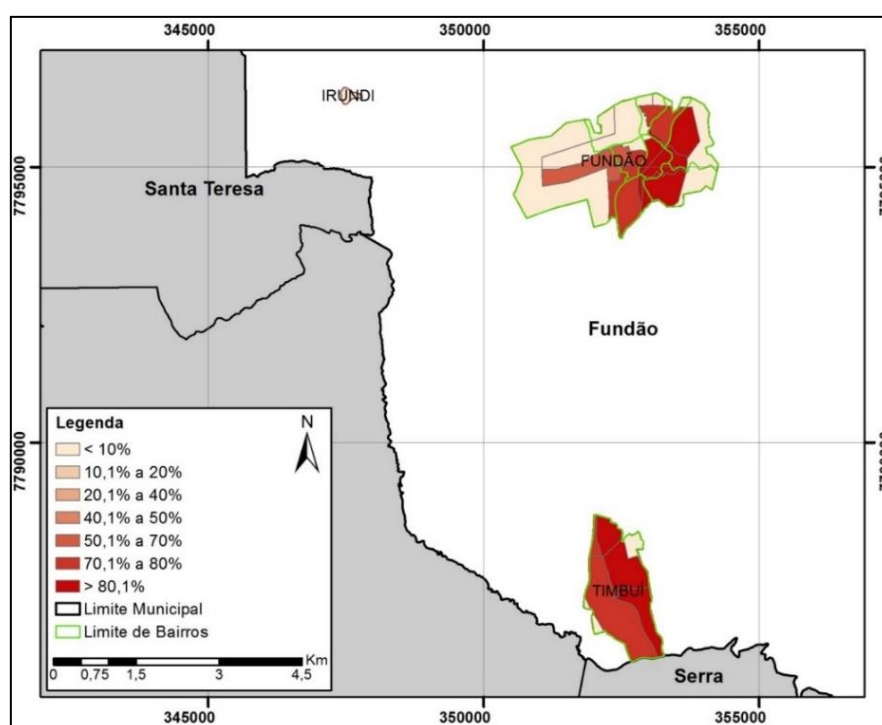 345000 350000 355000
IRUNDI
FUNDÃO
7795000 7795000
Santa Teresa
Fundão
7790000 7790000
Legenda
N
< 10%
10,1% a 20%
20,1% a 40%
40,1% a 50%
50,1% a 70%
70,1% a 80%
> 80,1%
Limite Municipal
Limite de Bairros
Km
0 0,75 1,5 3 4,5
TIMBUÍ
Serra
345000 350000 355000